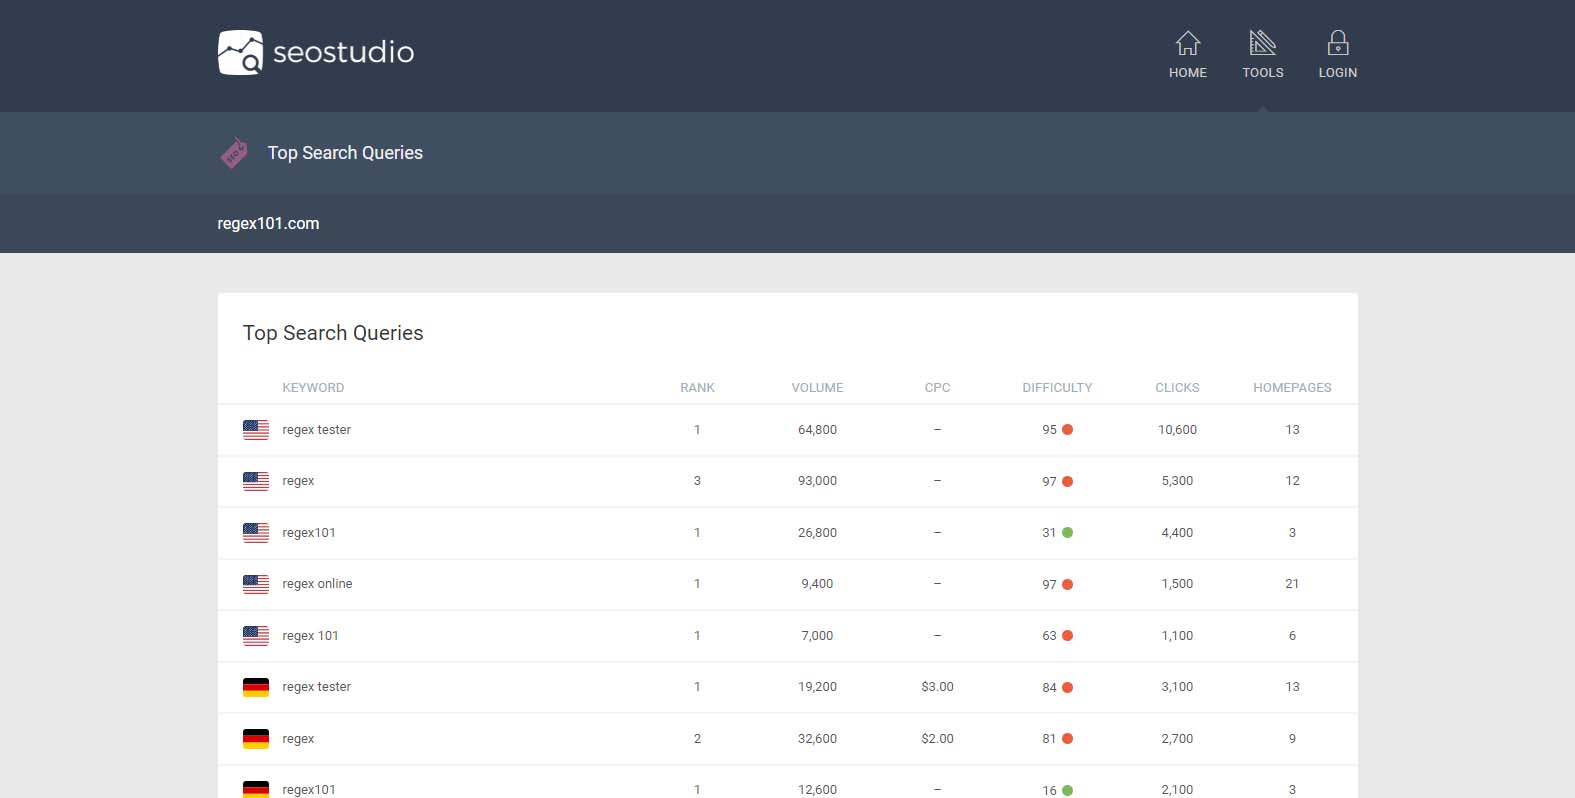 seostudio
HOME TOOLS LOGIN
SEO
Top Search Queries
regex101.com
Top Search Queries
KEYWORD RANK VOLUME CPC DIFFICULTY CLICKS HOMEPAGES
regex tester 1 64,800 – 95 10,600 13
regex 3 93,000 – 97 5,300 12
regex101 1 26,800 – 31 4,400 3
regex online 1 9,400 – 97 1,500 21
regex 101 1 7,000 – 63 1,100 6
regex tester 1 19,200 $3.00 84 3,100 13
regex 2 32,600 $2.00 81 2,700 9
regex101 1 12,600 – 16 2,100 3